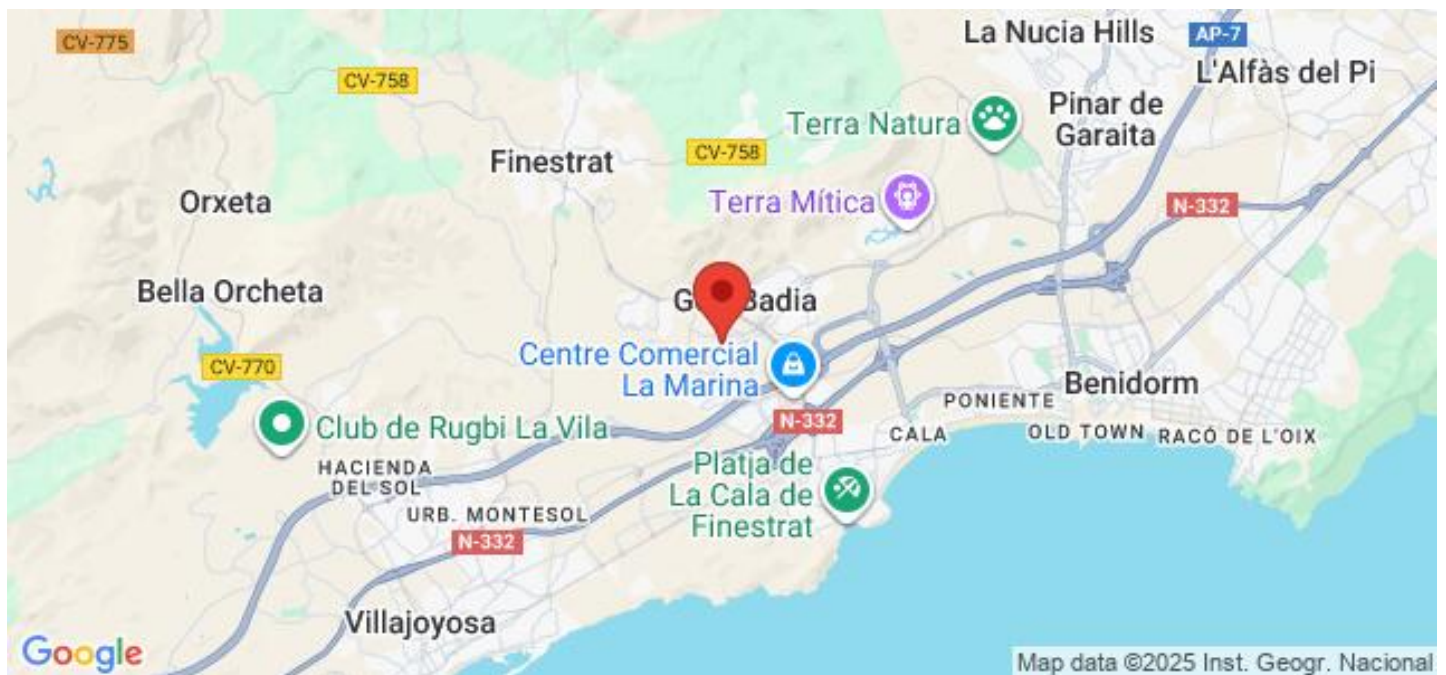 La Nucia Hills
AP-7
CV-775
L'Alfàs del Pi
CV-758
Pinar de
Garaita
Terra Natura
CV-758
Finestrat
Terra Mítica
Orxeta
N-332
Bella Orcheta
Badia
Centre Comercial
La Marina
CV-770
Benidorm
PONIENTE
N-332
Club de Rugbi La Vila
CALA
OLD TOWN
RACÓ DE L'OIX
HACIENDA
DEL SOL
Platja de
La Cala de
Finestrat
URB. MONTESOL
N-332
Villajoyosa
Google
Map data ©2025 Inst. Geogr. Nacional